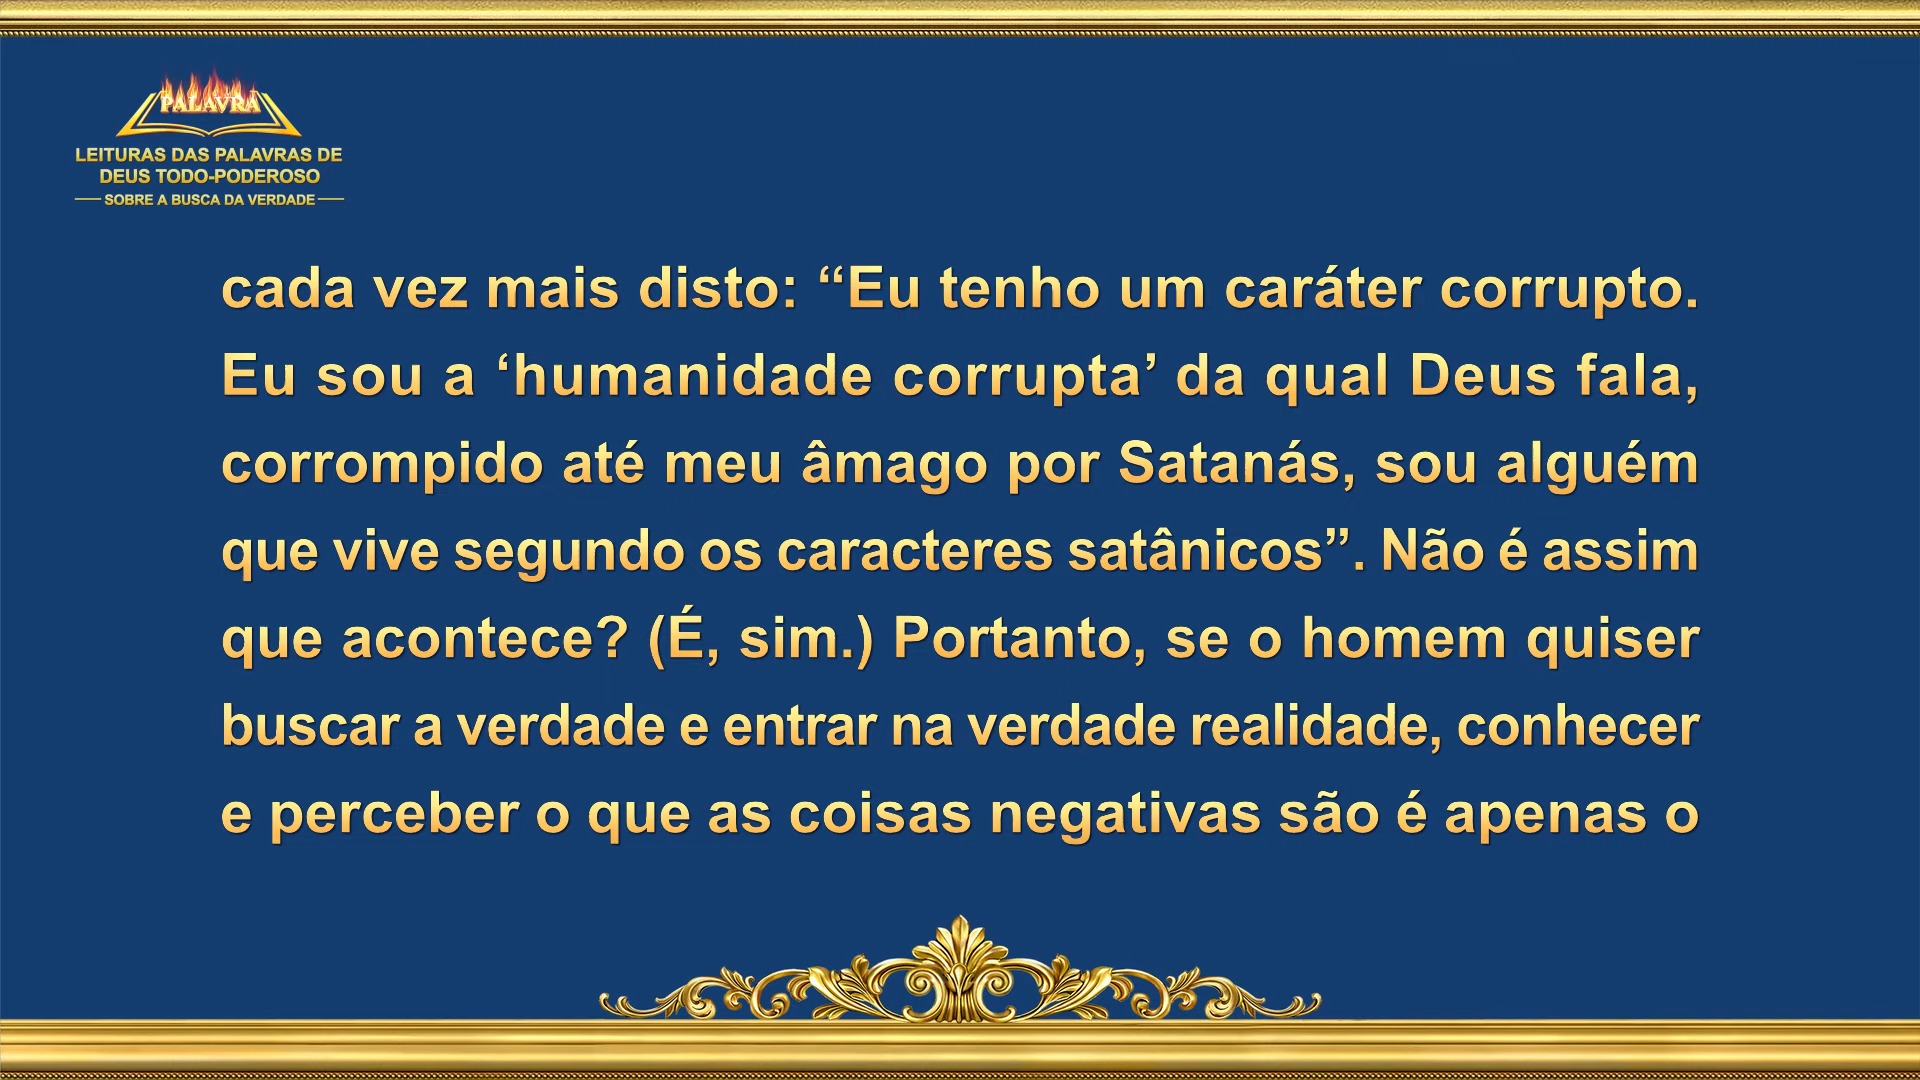 PALAVRA
LEITURAS DAS PALAVRAS DE
DEUS TODO-PODEROSO
SOBRE A BUSCA DA VERDADE
cada vez mais disto: “Eu tenho um caráter corrupto.
Eu sou a ‘humanidade corrupta’ da qual Deus fala,
corrompido até meu âmago por Satanás, sou alguém
que vive segundo os caracteres satânicos”. Não é assim
que acontece? (É, sim.) Portanto, se o homem quiser
buscar a verdade e entrar na verdade realidade, conhecer
e perceber o que as coisas negativas são é apenas o